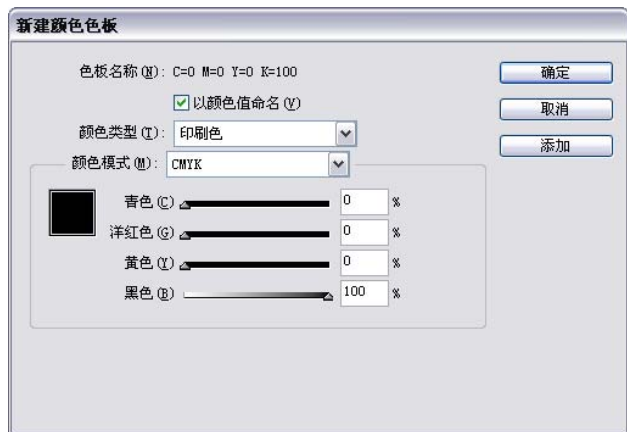 新建颜色色板
色板名称(N): C=0 M=0 Y=0 K=100
以颜色值命名(V)
颜色类型(T): 印刷色
颜色模式(M): CMYK
青色(C) 0 %
洋红色(G) 0 %
黄色(Y) 0 %
黑色(B) 100 %
确定
取消
添加